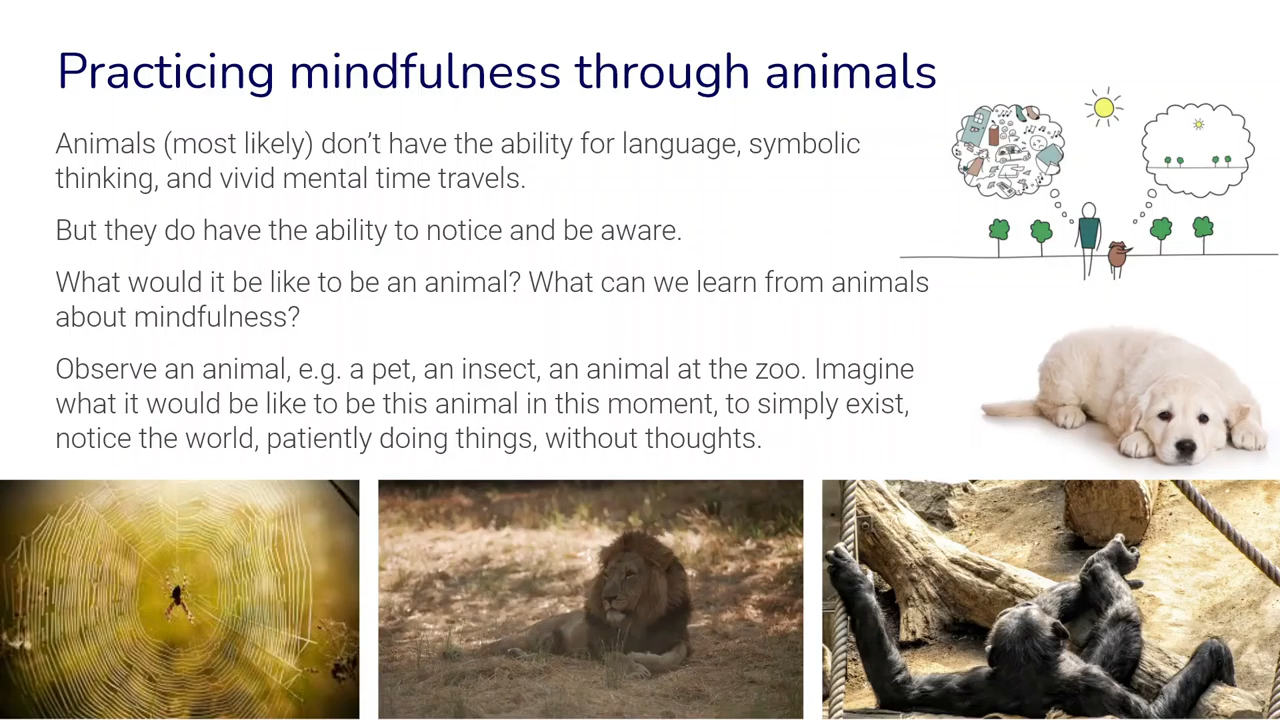 Practicing mindfulness through animals
Animals (most likely) don’t have the ability for language, symbolic
thinking, and vivid mental time travels.
But they do have the ability to notice and be aware.
What would it be like to be an animal? What can we learn from animals
about mindfulness?
Observe an animal, e.g. a pet, an insect, an animal at the zoo. Imagine
what it would be like to be this animal in this moment, to simply exist,
notice the world, patiently doing things, without thoughts.